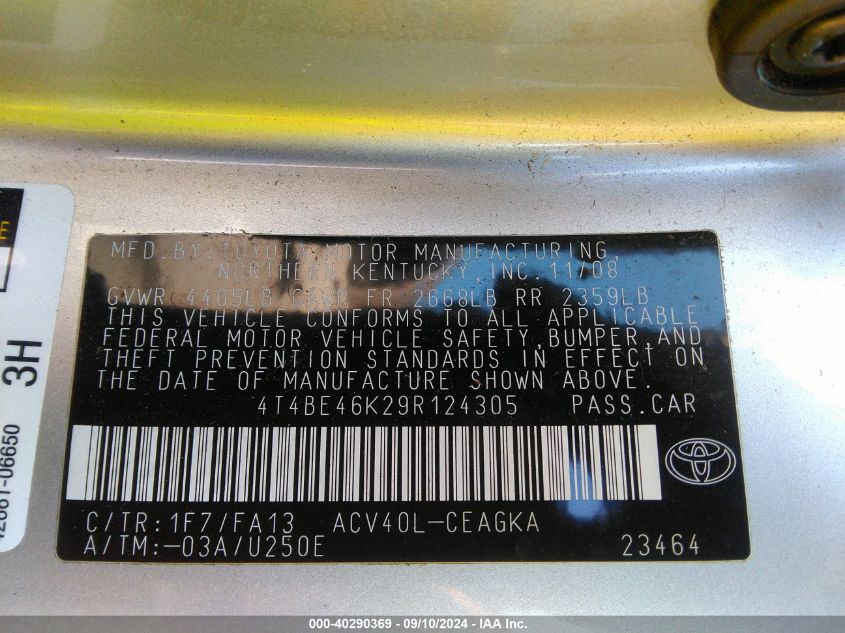 MFD. BY: TOYOTA MOTOR MANUFACTURING,
NORTHERN KENTUCKY, INC. 11/08
GVWR 4405LB GAWR FR 2668LB RR 2359LB
THIS VEHICLE CONFORMS TO ALL APPLICABLE
FEDERAL MOTOR VEHICLE SAFETY, BUMPER, AND
THEFT PREVENTION STANDARDS IN EFFECT ON
THE DATE OF MANUFACTURE SHOWN ABOVE.
4T4BE46K29R124305 PASS.CAR
C/TR:1F7/FA13 ACV40L-CEAGKA
A/TM:-03A/U250E 23464
3H
42661-06650
000-40290369 - 09/10/2024 - IAA Inc.